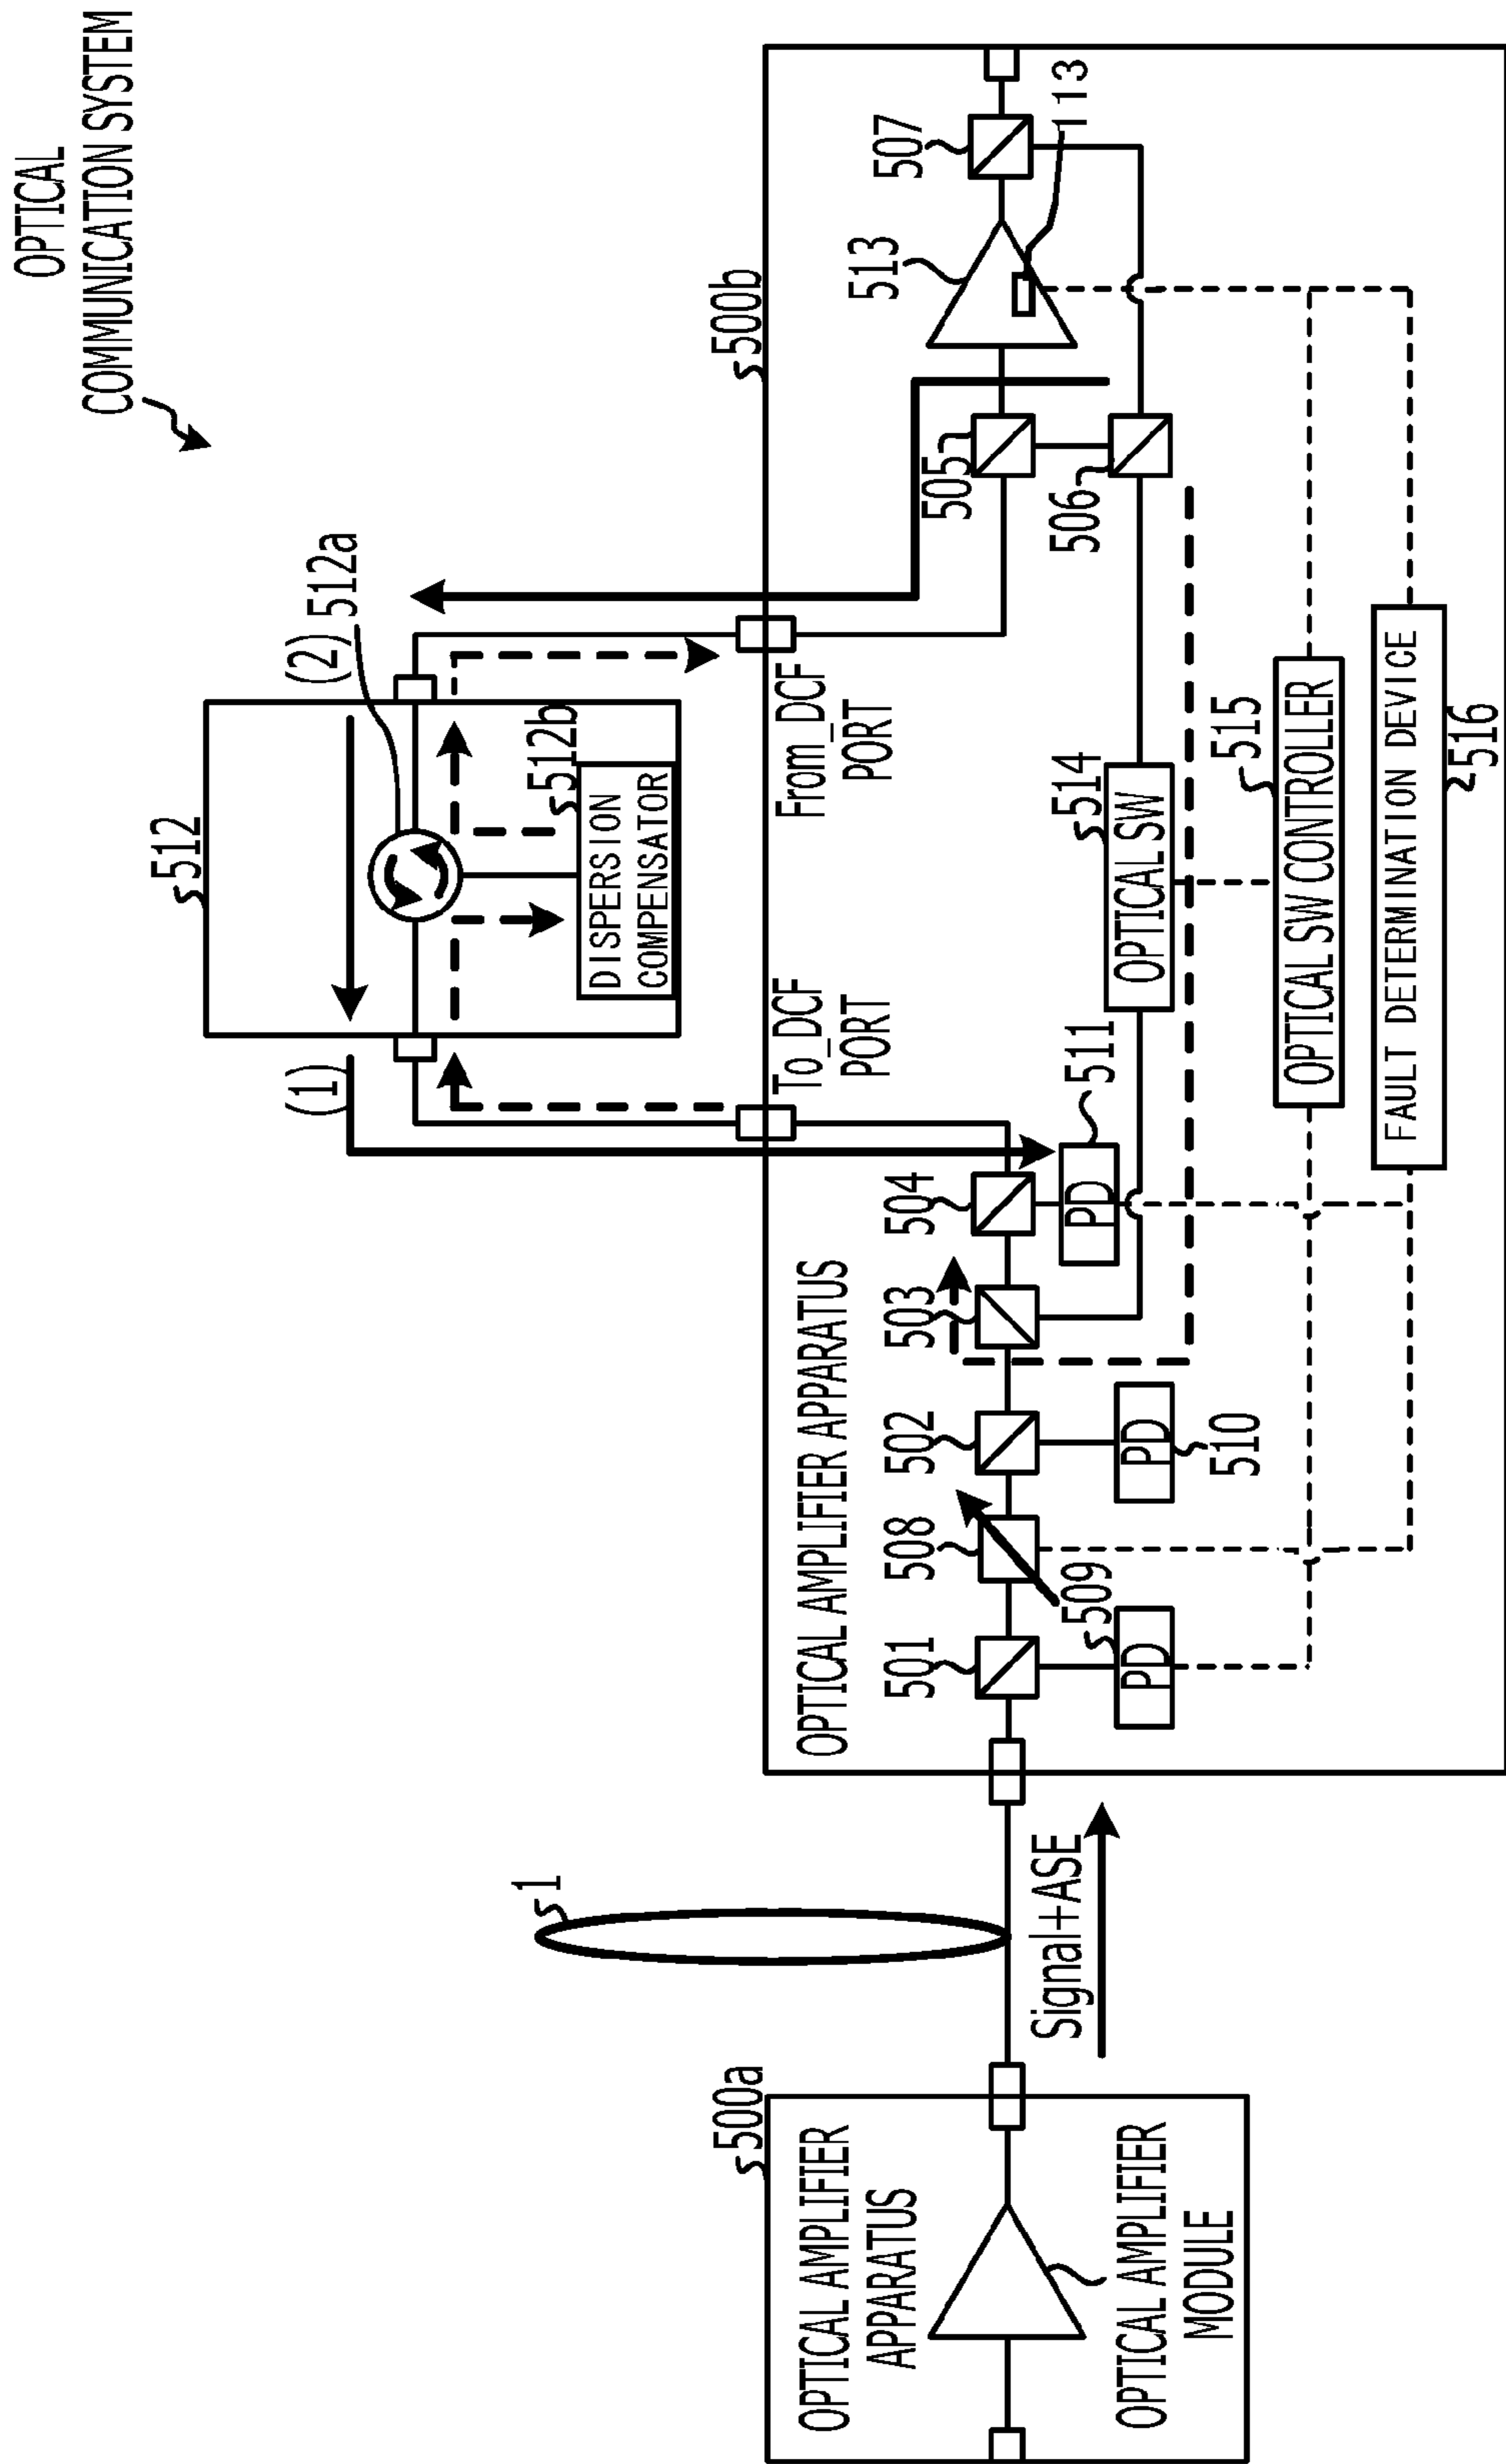 OPTICAL
COMMUNICATION SYSTEM
512
(1)
(2)
512a
DISPERSION
COMPENSATOR
512b
To_DCF
PORT
From_DCF
PORT
500a
OPTICAL AMPLIFIER
APPARATUS
OPTICAL AMPLIFIER
MODULE
1
Signal+ASE
500b
OPTICAL AMPLIFIER APPARATUS
501
508
502
503
504
505
513
507
113
PD
509
PD
510
PD
511
506
OPTICAL SW
514
OPTICAL SW CONTROLLER
515
FAULT DETERMINATION DEVICE
516